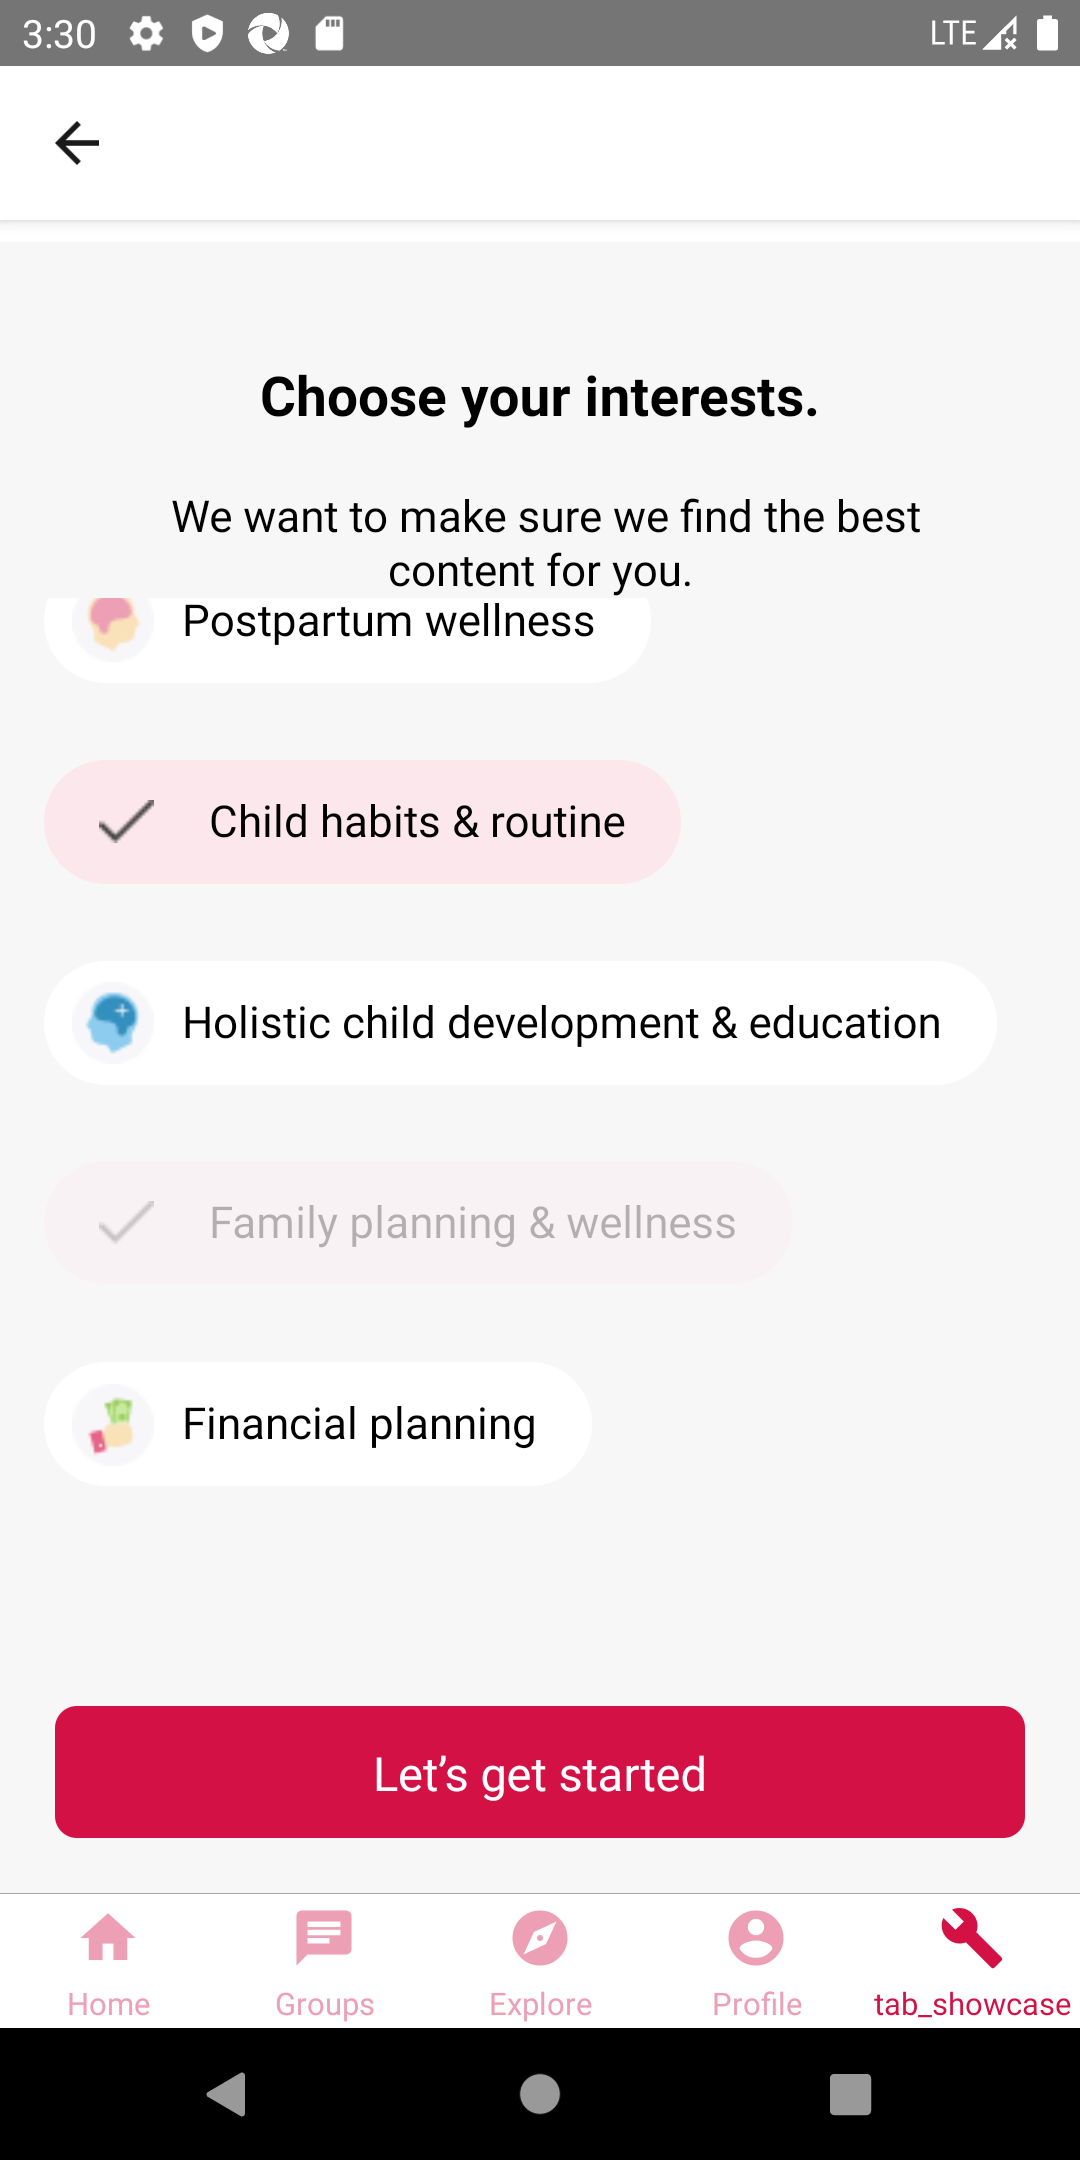 3:30
LTE
Choose your interests.
We want to make sure we find the best
content for you.
Postpartum wellness
Child habits & routine
Holistic child development & education
Family planning & wellness
Financial planning
Let’s get started
Home
Groups
Explore
Profile
tab_showcase